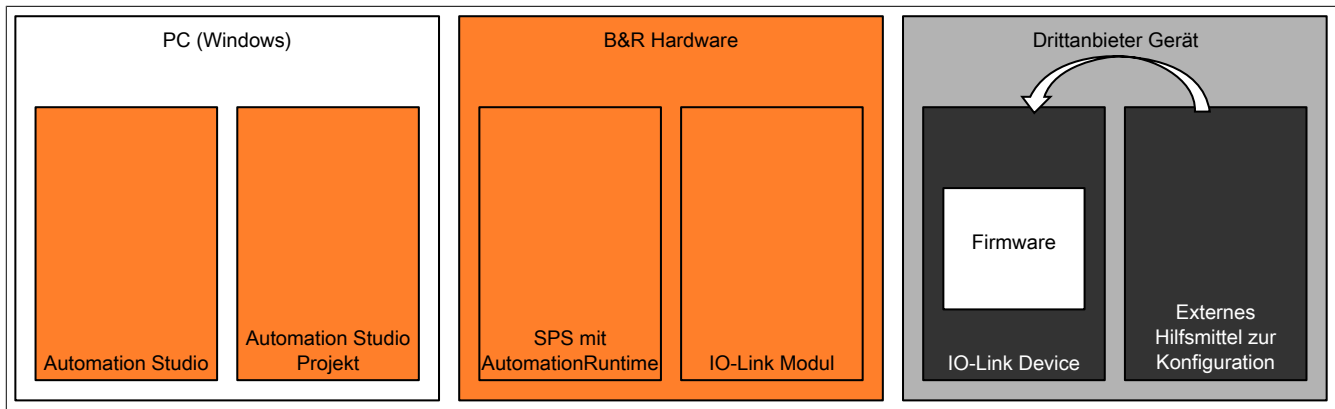 PC (Windows)
Automation Studio
Automation Studio
Projekt
B&R Hardware
SPS mit
AutomationRuntime
IO-Link Modul
Drittanbieter Gerät
Firmware
IO-Link Device
Externes
Hilfsmittel zur
Konfiguration